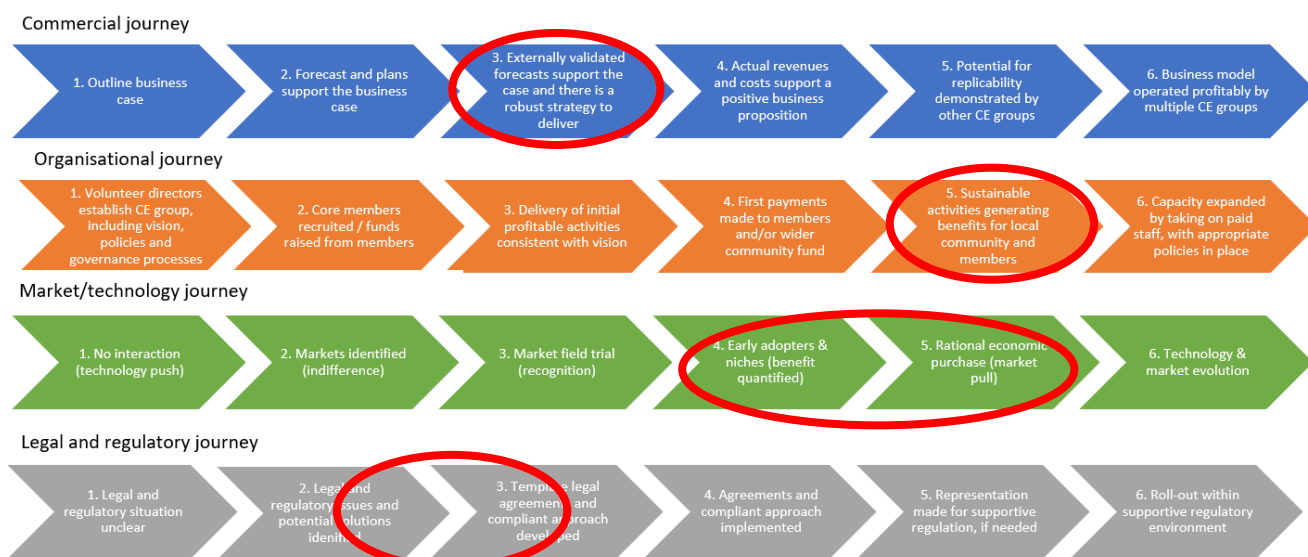 Commercial journey
1. Outline business
case
2. Forecast and plans
support the business
case
3. Externally validated
forecasts support the
case and there is a
robust strategy to
deliver
4. Actual revenues
and costs support a
positive business
proposition
5. Potential for
replicability
demonstrated by
other CE groups
6. Business model
operated profitably by
multiple CE groups
Organisational journey
1. Volunteer directors
establish CE group,
including vision,
policies and
governance processes
2. Core members
recruited / funds
raised from members
3. Delivery of initial
profitable activities
consistent with vision
4. First payments
made to members
and/or wider
community fund
5. Sustainable
activities generating
benefits for local
community and
members
6. Capacity expanded
by taking on paid
staff, with appropriate
policies in place
Market/technology journey
1. No interaction
(technology push)
2. Markets identified
(indifference)
3. Market field trial
(recognition)
4. Early adopters &
niches (benefit
quantified)
5. Rational economic
purchase (market
pull)
6. Technology &
market evolution
Legal and regulatory journey
1. Legal and
regulatory situation
unclear
2. Legal and
regulatory issues and
potential solutions
idenified
3. Template legal
agreements and
compliant approach
developed
4. Agreements and
compliant approach
implemented
5. Representation
made for supportive
regulation, if needed
6. Roll-out within
supportive regulatory
environment